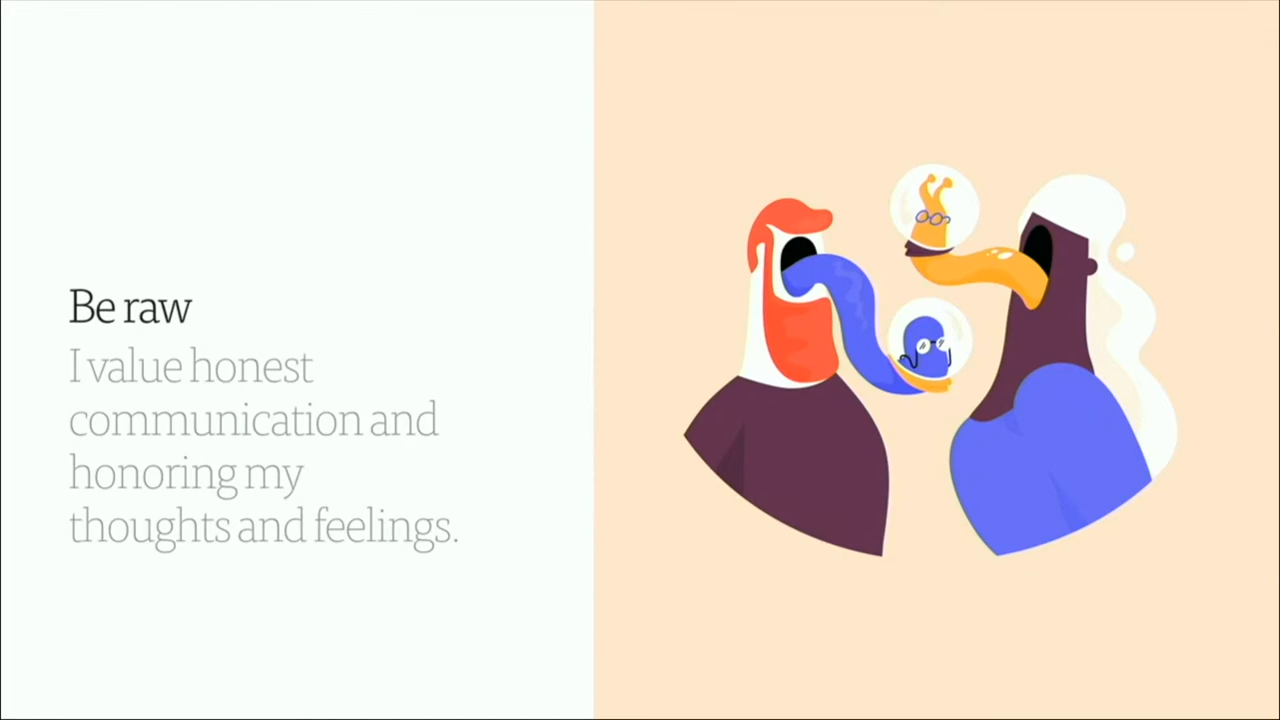 Be raw
I value honest
communication and
honoring my
thoughts and feelings.